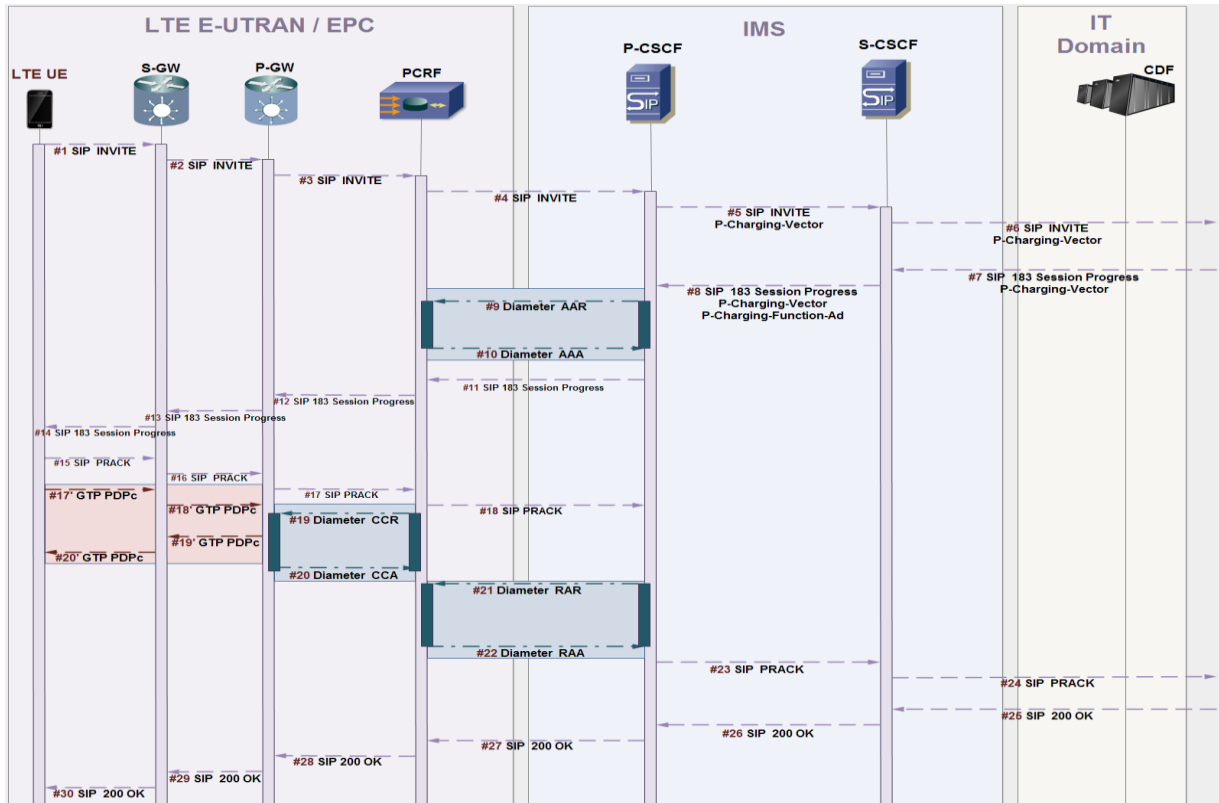 LTE E-UTRAN / EPC
IMS
IT
Domain
LTE UE
S-GW
P-GW
PCRF
P-CSCF
S-CSCF
CDF
SIP
SIP
#1 SIP INVITE
#2 SIP INVITE
#3 SIP INVITE
#4 SIP INVITE
#5 SIP INVITE
P-Charging-Vector
#6 SIP INVITE
P-Charging-Vector
#7 SIP 183 Session Progress
P-Charging-Vector
#8 SIP 183 Session Progress
P-Charging-Vector
P-Charging-Function-Ad
#9 Diameter AAR
#10 Diameter AAA
#11 SIP 183 Session Progress
#12 SIP 183 Session Progress
#13 SIP 183 Session Progress
#14 SIP 183 Session Progress
#15 SIP PRACK
#16 SIP PRACK
#17' GTP PDPc
#17 SIP PRACK
#18' GTP PDPc
#18 SIP PRACK
#19 Diameter CCR
#19' GTP PDPc
#20' GTP PDPc
#20 Diameter CCA
#21 Diameter RAR
#22 Diameter RAA
#23 SIP PRACK
#24 SIP PRACK
#25 SIP 200 OK
#26 SIP 200 OK
#27 SIP 200 OK
#28 SIP 200 OK
#29 SIP 200 OK
#30 SIP 200 OK